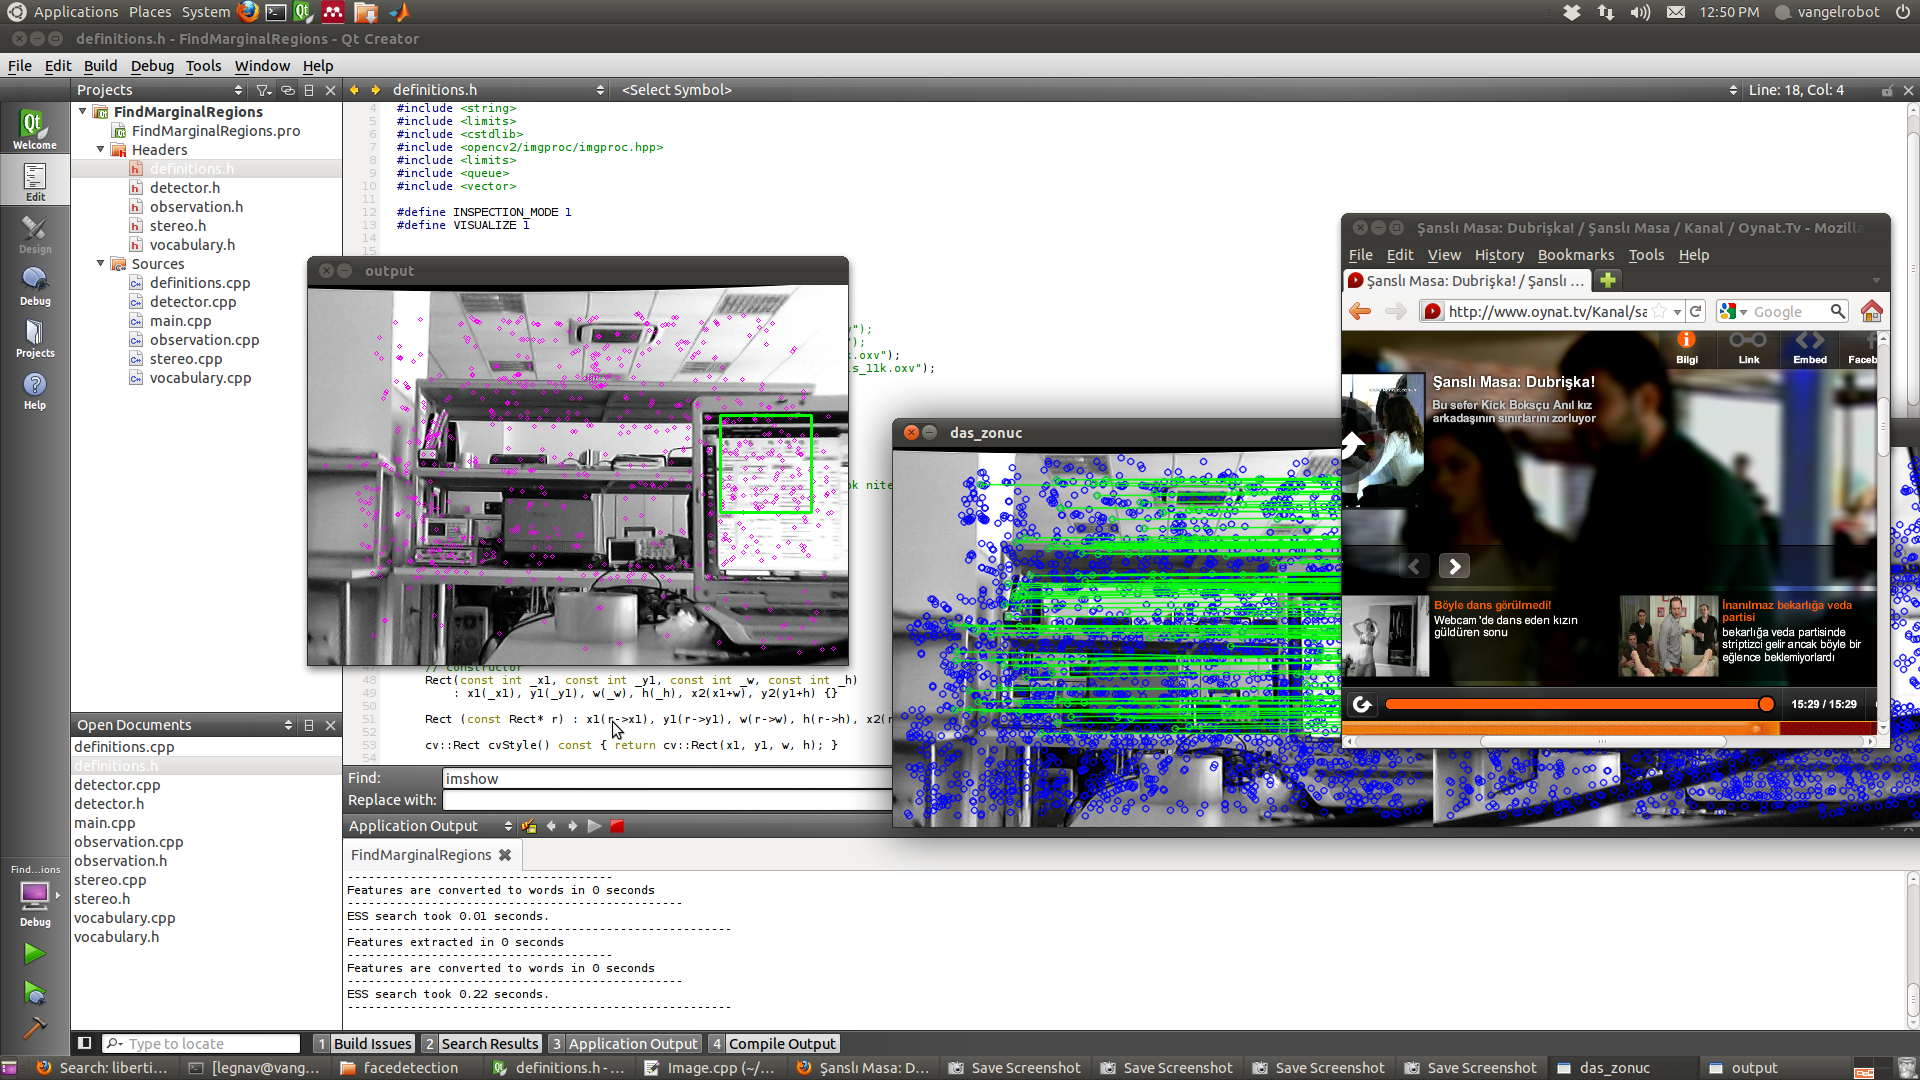 Applications Places System
12:50 PM vangelrobot
definitions.h - FindMarginalRegions - Qt Creator
File Edit Build Debug Tools Window Help
Projects
definitions.h
<Select Symbol>
Line: 18, Col: 4
Welcome
Edit
Design
Debug
Projects
Help
FindMarginalRegions
FindMarginalRegions.pro
Headers
definitions.h
detector.h
observation.h
stereo.h
vocabulary.h
Sources
definitions.cpp
detector.cpp
main.cpp
observation.cpp
stereo.cpp
vocabulary.cpp
4 #include <string>
5 #include <limits>
6 #include <cstdlib>
7 #include <opencv2/imgproc/imgproc.hpp>
8 #include <limits>
9 #include <queue>
10 #include <vector>
11
12 #define INSPECTION_MODE 1
13 #define VISUALIZE 1
14
15
output
");
");
k.oxv");
s_11k.oxv");
ok nite
// constructor
48 Rect(const int _x1, const int _y1, const int _w, const int _h)
49 : x1(_x1), y1(_y1), w(_w), h(_h), x2(x1+w), y2(y1+h) {}
50
51 Rect (const Rect* r) : x1(r->x1), y1(r->y1), w(r->w), h(r->h), x2(r
52
53 cv::Rect cvStyle() const { return cv::Rect(x1, y1, w, h); }
54
das_zonuc
Şanslı Masa: Dubrişka! / Şanslı Masa / Kanal / Oynat.Tv - Mozilla
File Edit View History Bookmarks Tools Help
Şanslı Masa: Dubrişka! / Şanslı ...
http://www.oynat.tv/Kanal/sa
Google
Bilgi
Link
Embed
Faceb
Şanslı Masa: Dubrişka!
Bu sefer Kick Boksçu Anıl kız
arkadaşının sınırlarını zorluyor
Böyle dans görülmedi!
Webcam'de dans eden kızın
güldüren sonu
İnanılmaz bekarlığa veda
partisi
bekarlığa veda partisinde
striptizci gelir ancak böyle bir
eğlence beklemiyorlardı
15:29 / 15:29
Open Documents
definitions.cpp
definitions.h
detector.cpp
detector.h
main.cpp
observation.cpp
observation.h
stereo.cpp
stereo.h
vocabulary.cpp
vocabulary.h
Find: imshow
Replace with:
Application Output
FindMarginalRegions
Features are converted to words in 0 seconds
ESS search took 0.01 seconds.
Features extracted in 0 seconds
Features are converted to words in 0 seconds
ESS search took 0.22 seconds.
Find...ions
Debug
Type to locate
1 Build Issues 2 Search Results 3 Application Output 4 Compile Output
Search: liberti... [legnav@vang... facedetection definitions.h -... Image.cpp (~/... Şanslı Masa: D... Save Screenshot Save Screenshot Save Screenshot Save Screenshot das_zonuc output